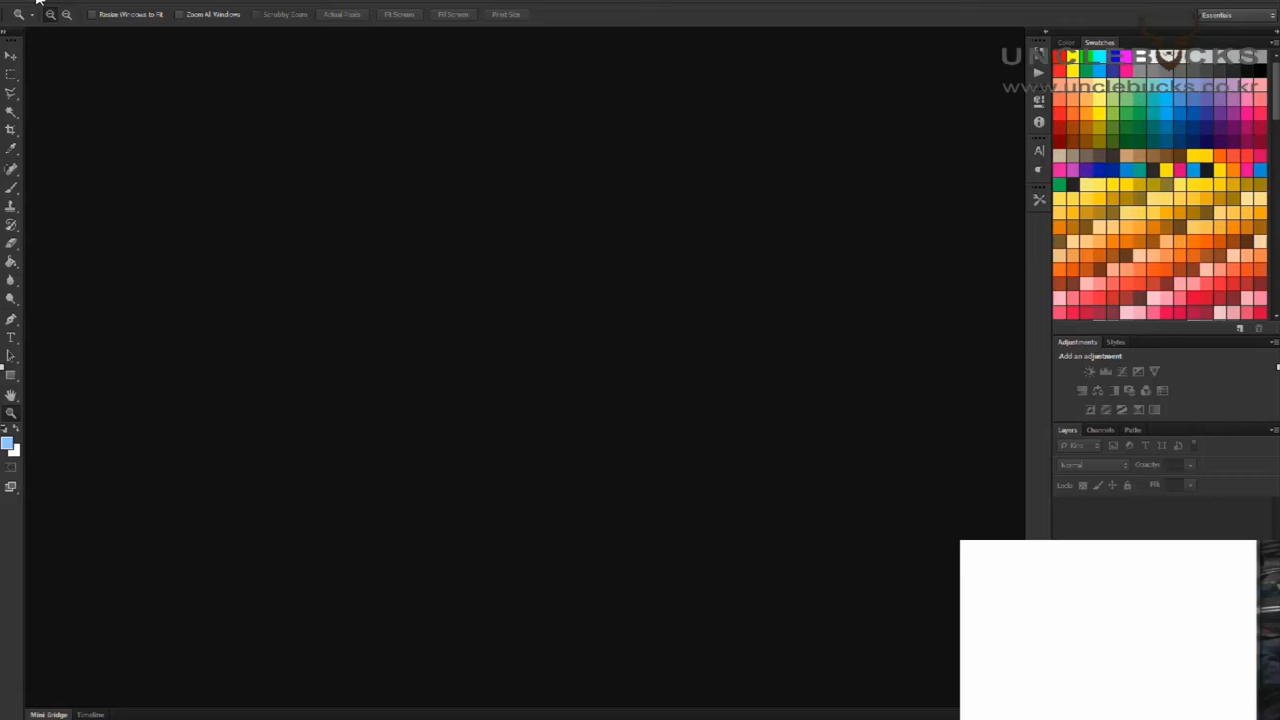 Resize Windows to Fit
Zoom All Windows
Scrubby Zoom
Actual Pixels
Fit Screen
Fill Screen
Print Size
Essentials
Color
Swatches
UNCLEBUCKS
www.unclebucks.co.kr
Adjustments
Styles
Add an adjustment
Layers
Channels
Paths
Kind
Normal
Opacity:
Lock:
Fill:
Mini Bridge
Timeline